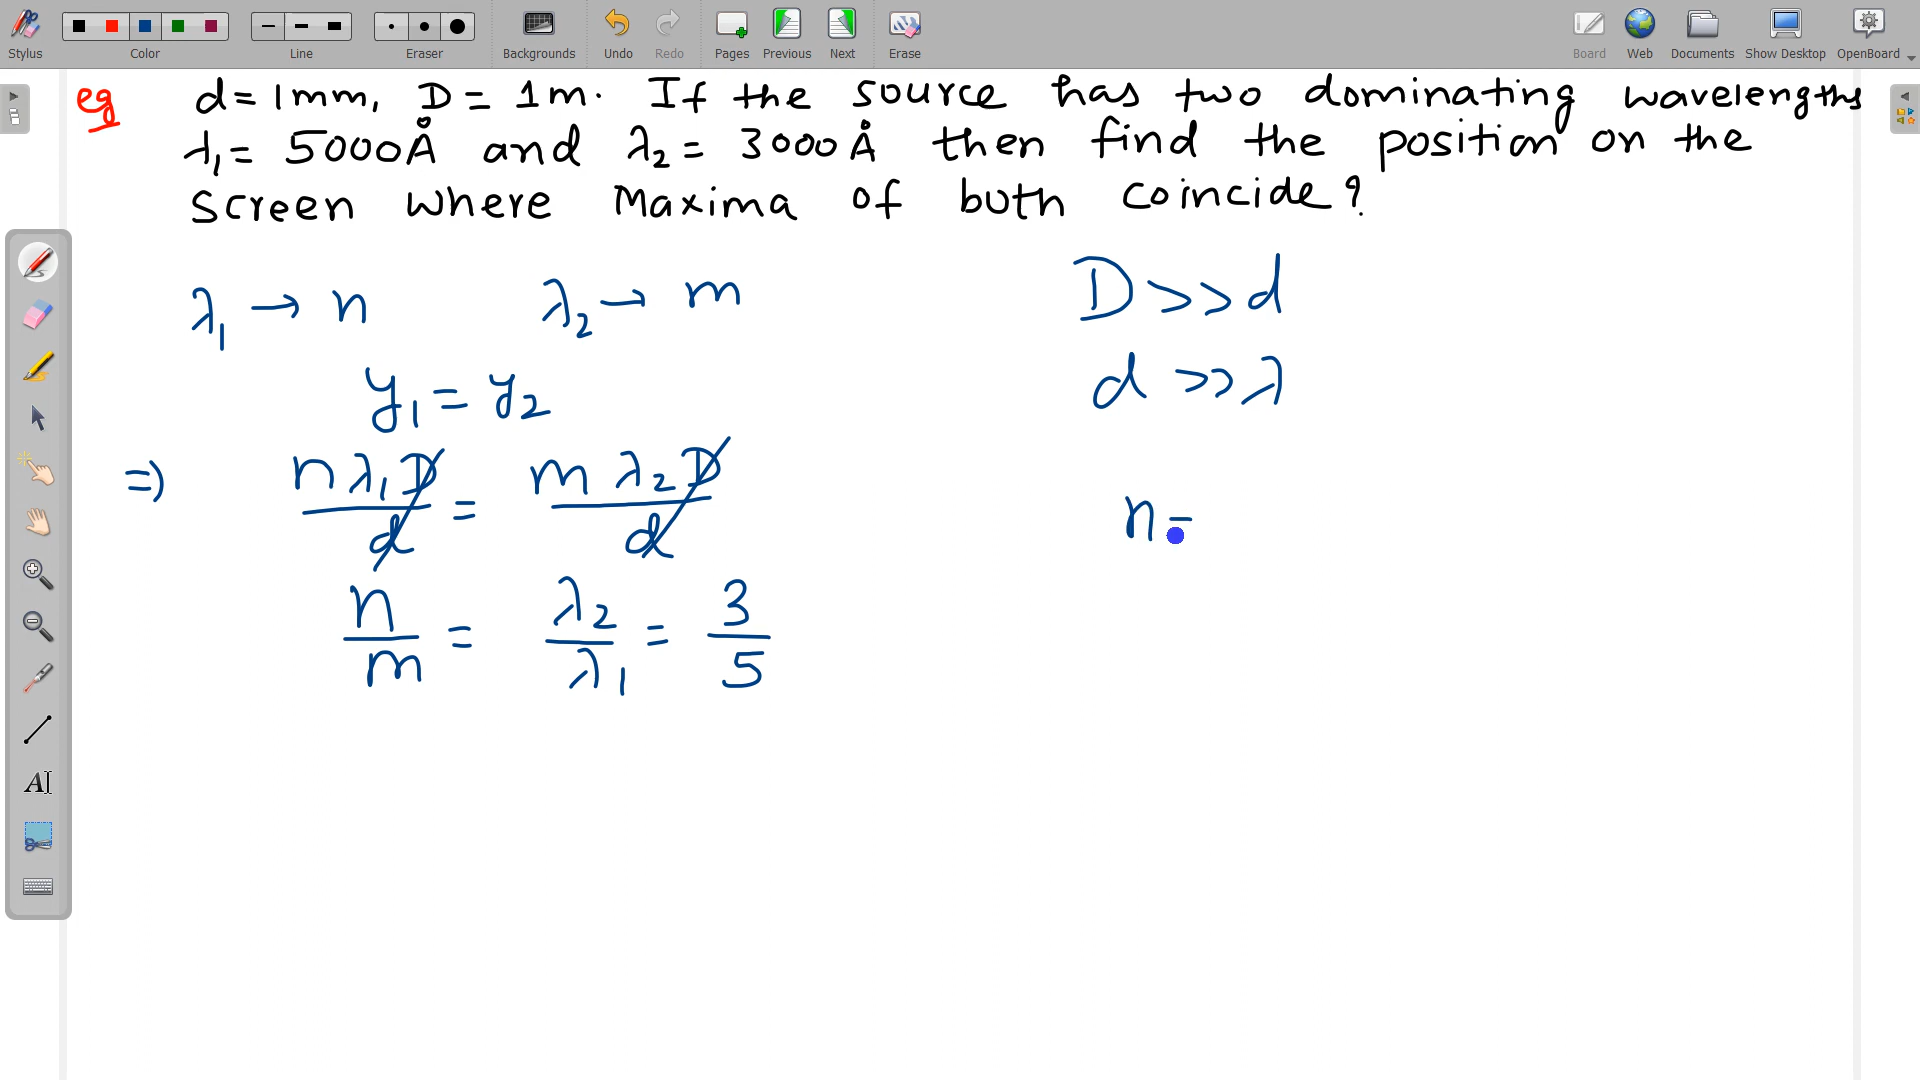 Stylus Color Line Eraser Backgrounds Undo Redo Pages Previous Next Erase Board Web Documents Show Desktop OpenBoard
eg d = 1mm, D = 1m. If the source has two dominating wavelengths
λ₁ = 5000Å and λ₂ = 3000Å then find the position on the
screen where Maxima of both coincide?
λ₁ → n λ₂ → m D >> d
y₁ = y₂ d >> λ
=> nλ₁D/d = mλ₂D/d n =
n/m = λ₂/λ₁ = 3/5